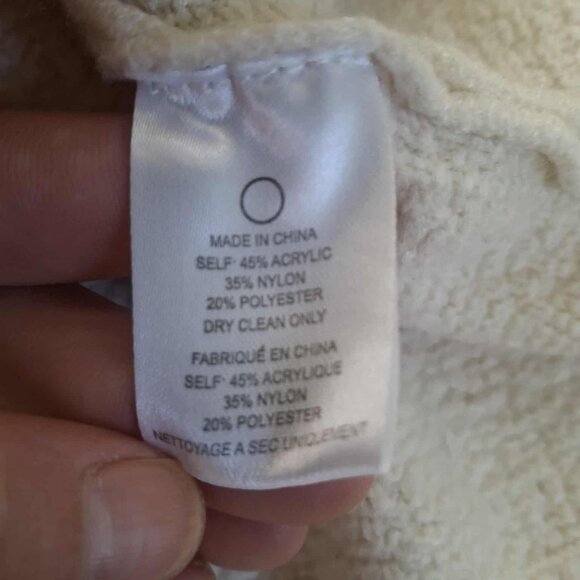 MADE IN CHINA
SELF: 45% ACRYLIC
35% NYLON
20% POLYESTER
DRY CLEAN ONLY
FABRIQUÉ EN CHINA
SELF: 45% ACRYLIQUE
35% NYLON
20% POLYESTER
NETTOYAGE A SEC UNIQUEMENT